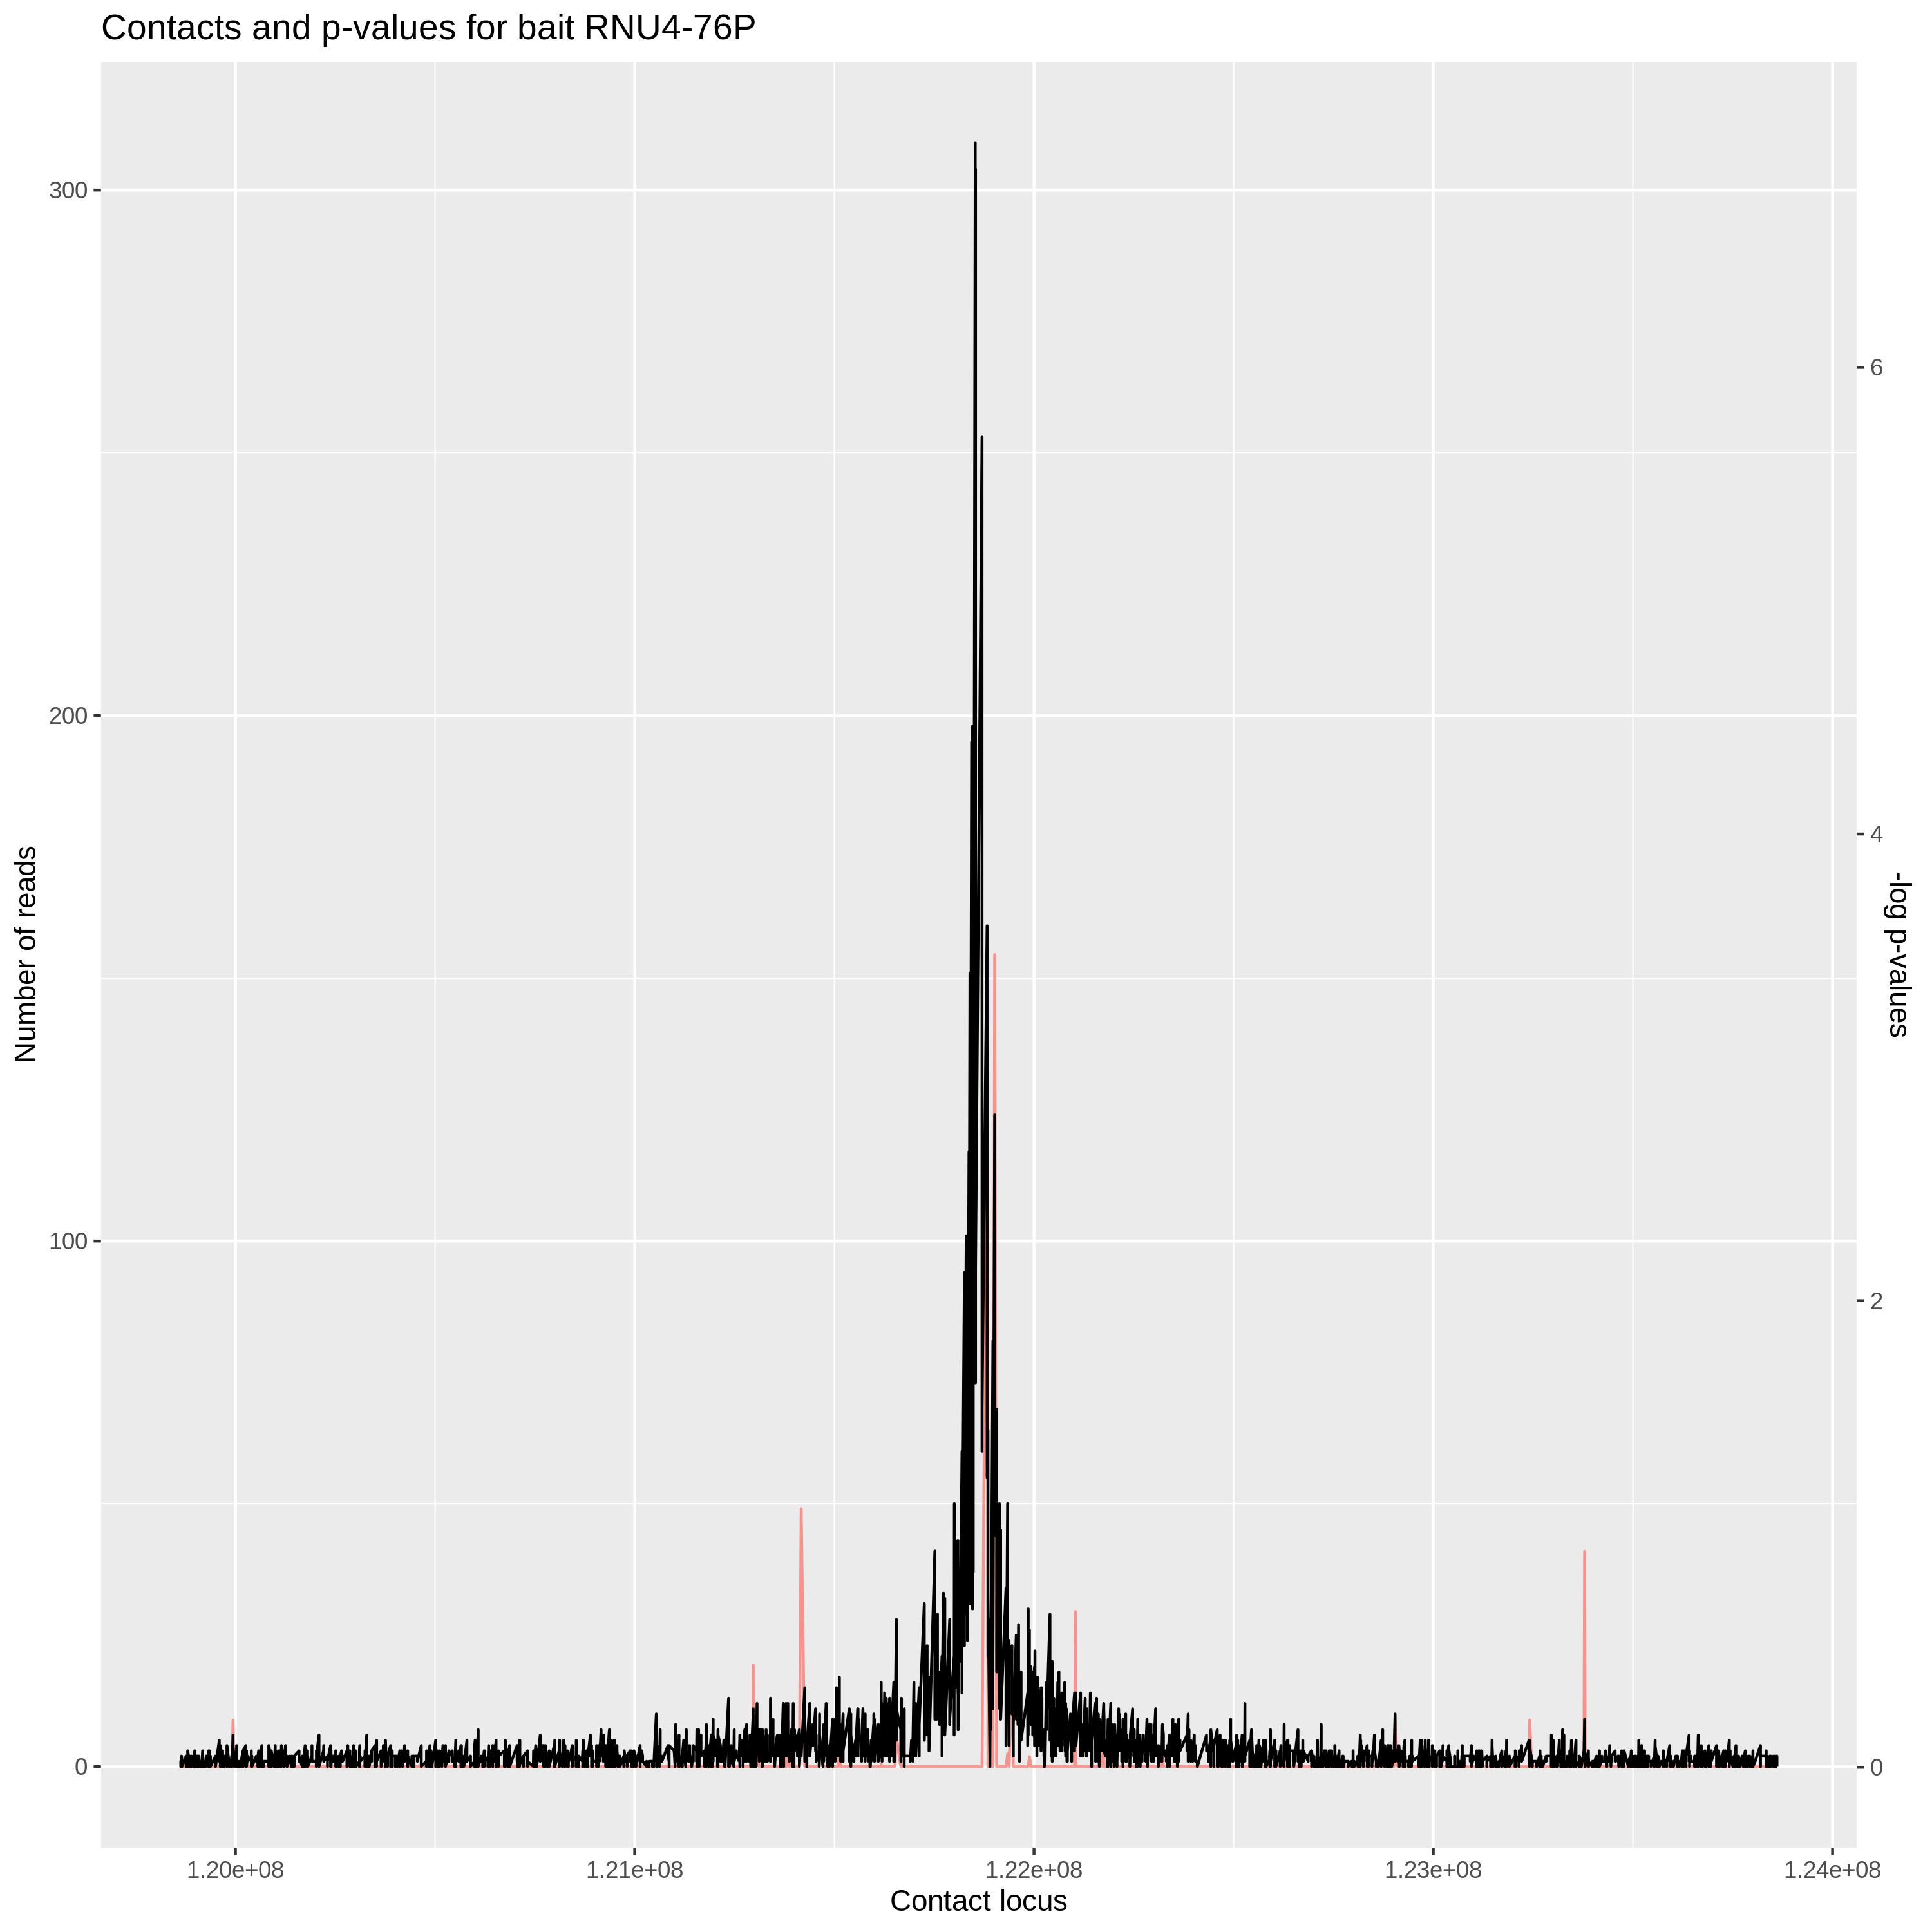 Contacts and p-values for bait RNU4-76P
300
200
100
0
6
4
2
0
Number of reads
-log p-values
1.20e+08 1.21e+08 1.22e+08 1.23e+08 1.24e+08
Contact locus